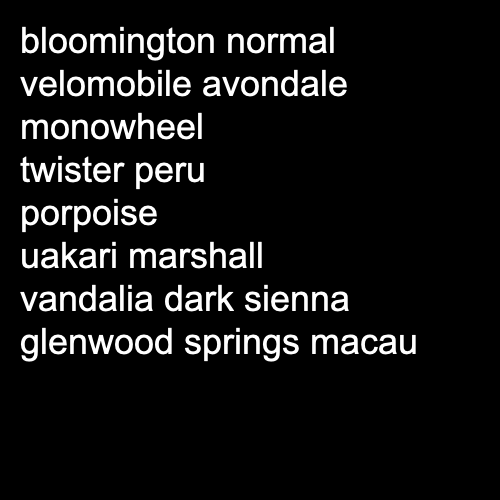 bloomington normal
velomobile avondale
monowheel
twister peru
porpoise
uakari marshall
vandalia dark sienna
glenwood springs macau